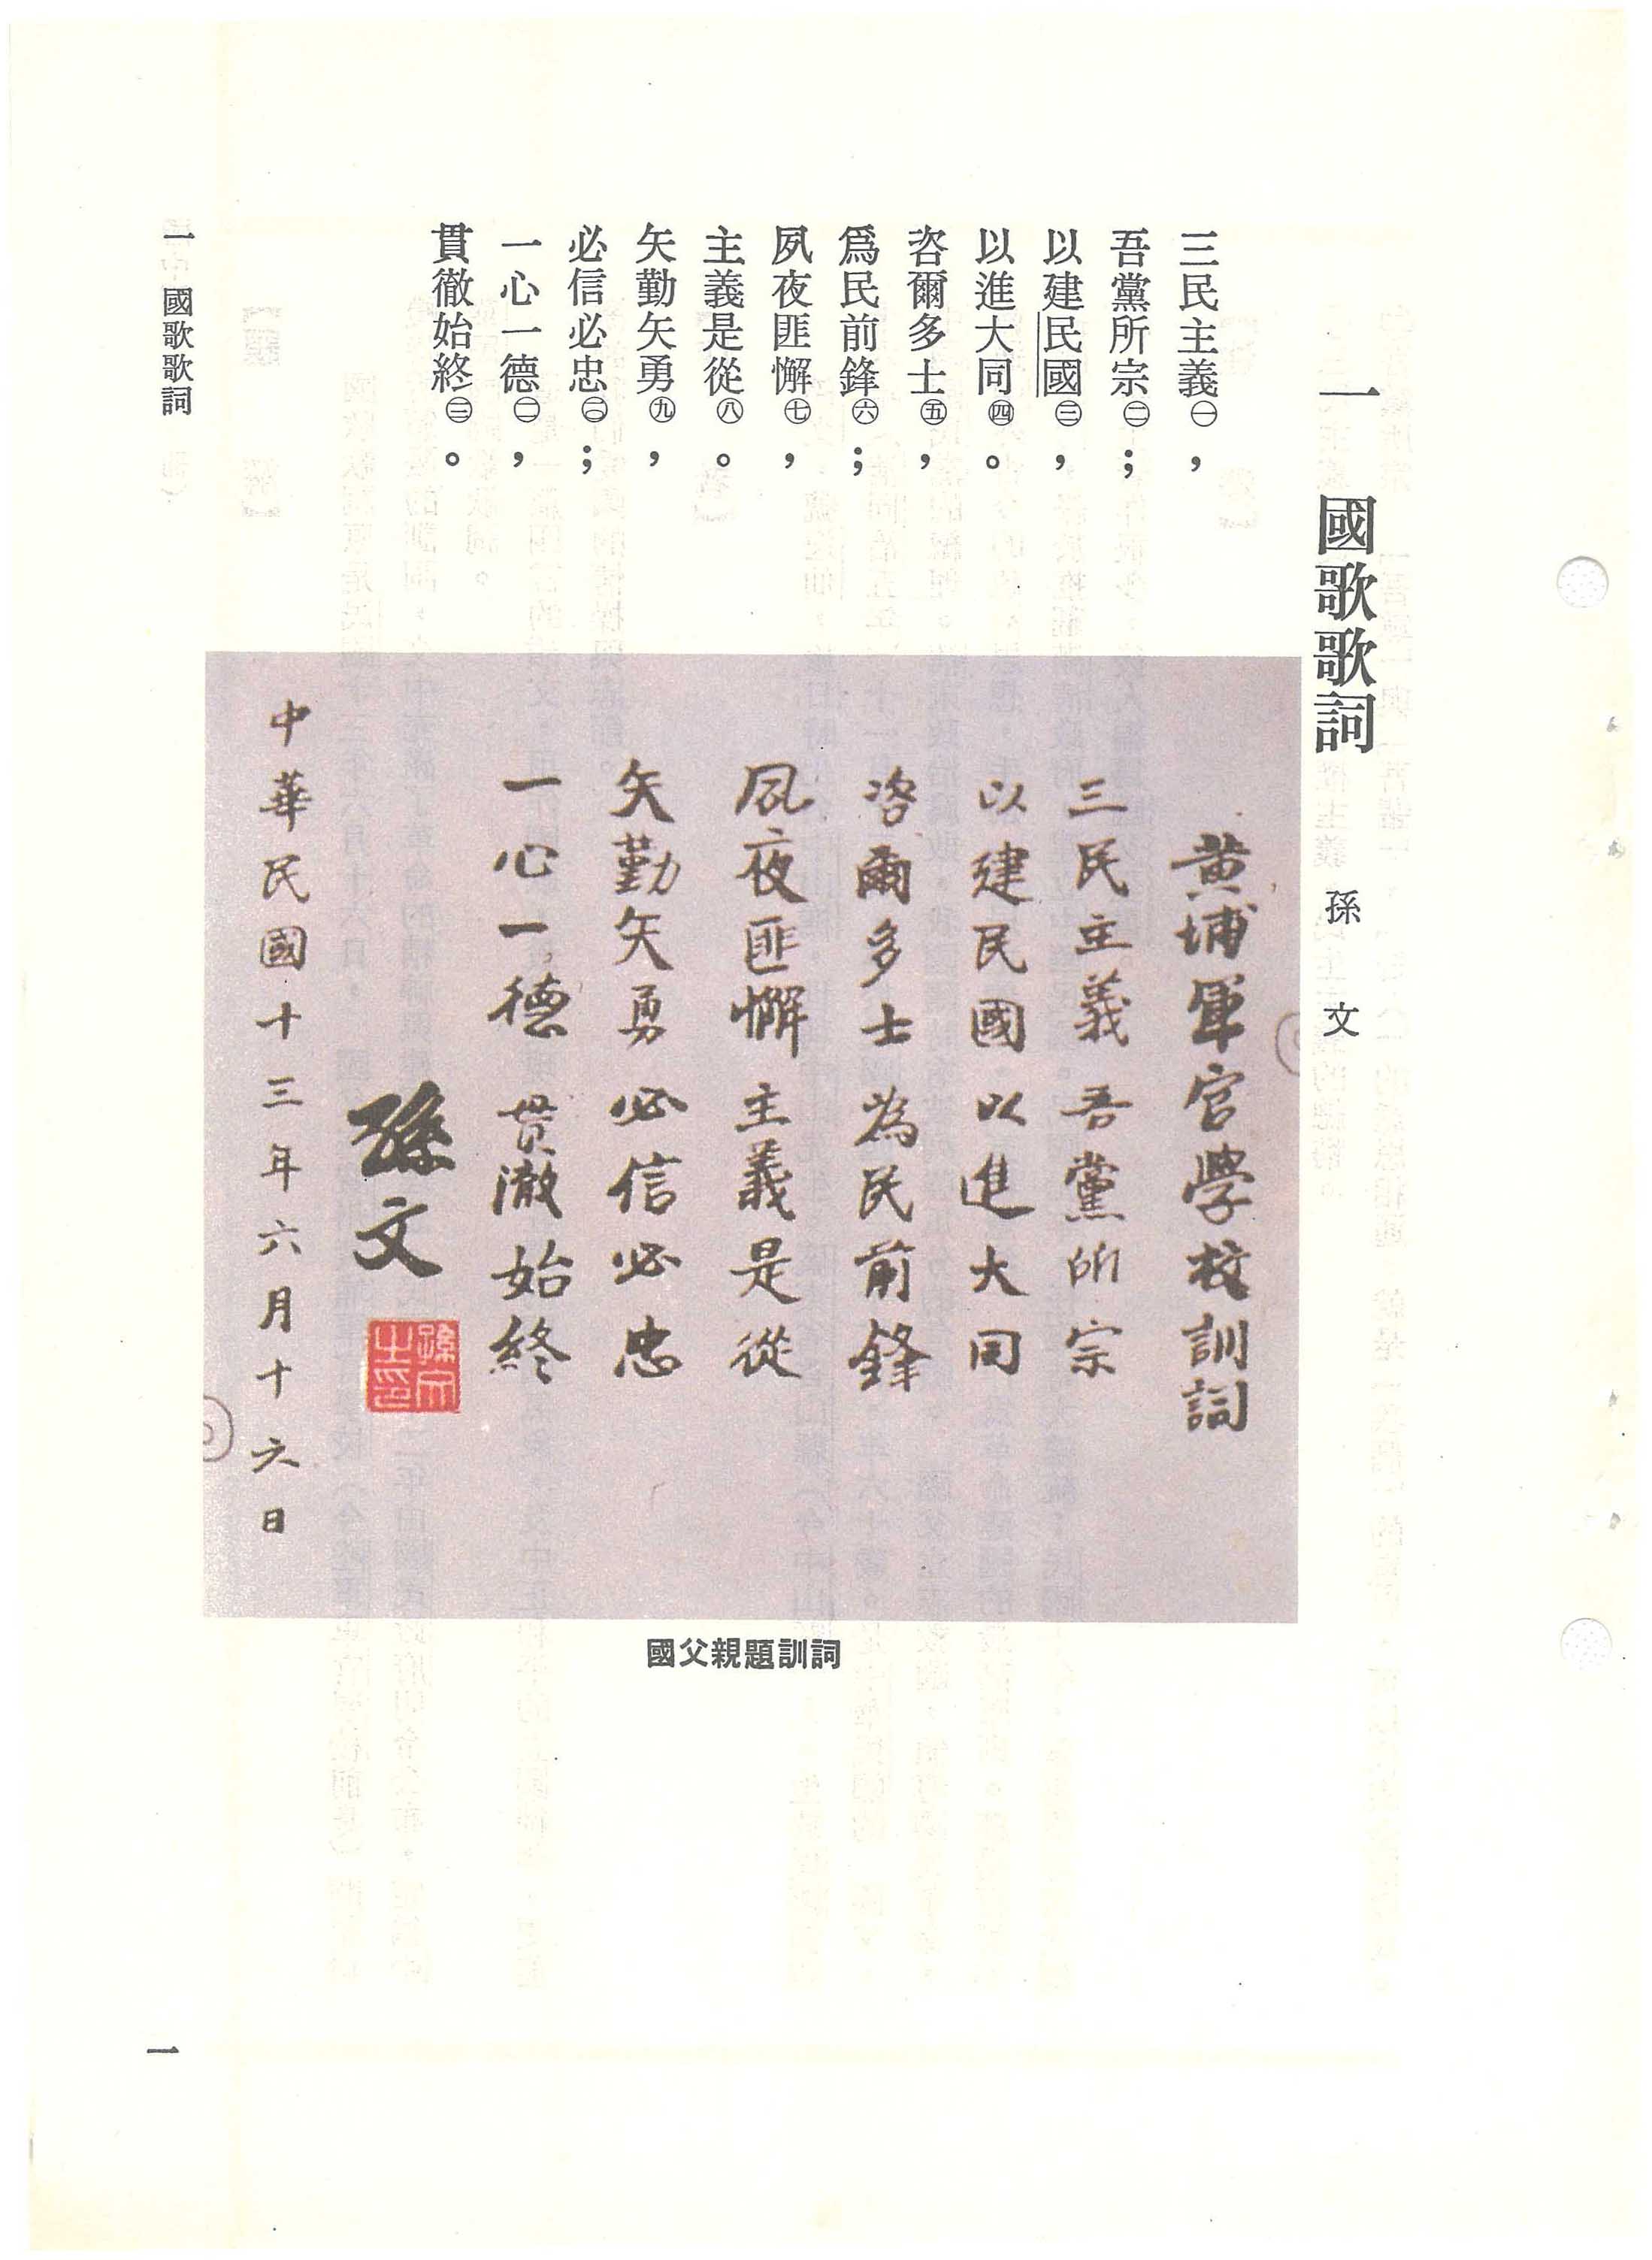 一 國歌歌詞 孫文
三民主義㊀，
吾黨所宗㊁；
以建民國㊂，
以進大同㊃。
咨爾多士㊄，
爲民前鋒㊅；
夙夜匪懈㊆，
主義是從㊇。
矢勤矢勇㊈，
必信必忠㊉；
一心一德，
貫徹始終。
黃埔軍官學校訓詞
三民主義 吾黨所宗
以建民國 以進大同
咨爾多士 為民前鋒
夙夜匪懈 主義是從
矢勤矢勇 必信必忠
一心一德 貫澈始終
孫文
孫文之印
中華民國十三年六月十六日
國父親題訓詞
一 國歌歌詞
一